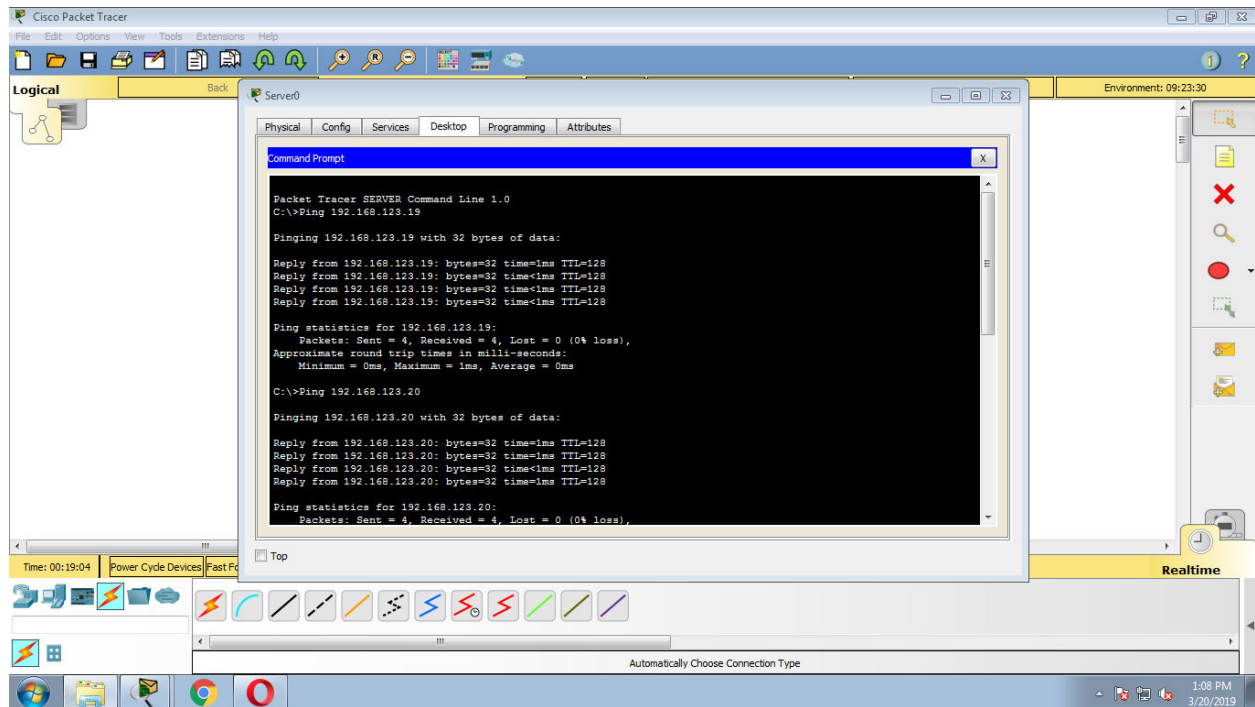 Cisco Packet Tracer
File Edit Options View Tools Extensions Help
Logical
Back
Environment: 09:23:30
Server0
Physical Config Services Desktop Programming Attributes
Command Prompt
X
Packet Tracer SERVER Command Line 1.0
C:\>Ping 192.168.123.19
Pinging 192.168.123.19 with 32 bytes of data:
Reply from 192.168.123.19: bytes=32 time=1ms TTL=128
Reply from 192.168.123.19: bytes=32 time<1ms TTL=128
Reply from 192.168.123.19: bytes=32 time<1ms TTL=128
Reply from 192.168.123.19: bytes=32 time<1ms TTL=128
Ping statistics for 192.168.123.19:
Packets: Sent = 4, Received = 4, Lost = 0 (0% loss),
Approximate round trip times in milli-seconds:
Minimum = 0ms, Maximum = 1ms, Average = 0ms
C:\>Ping 192.168.123.20
Pinging 192.168.123.20 with 32 bytes of data:
Reply from 192.168.123.20: bytes=32 time=1ms TTL=128
Reply from 192.168.123.20: bytes=32 time=1ms TTL=128
Reply from 192.168.123.20: bytes=32 time<1ms TTL=128
Reply from 192.168.123.20: bytes=32 time=1ms TTL=128
Ping statistics for 192.168.123.20:
Packets: Sent = 4, Received = 4, Lost = 0 (0% loss),
Top
Time: 00:19:04 Power Cycle Devices Fast Fo
Realtime
Automatically Choose Connection Type
1:08 PM
3/20/2019